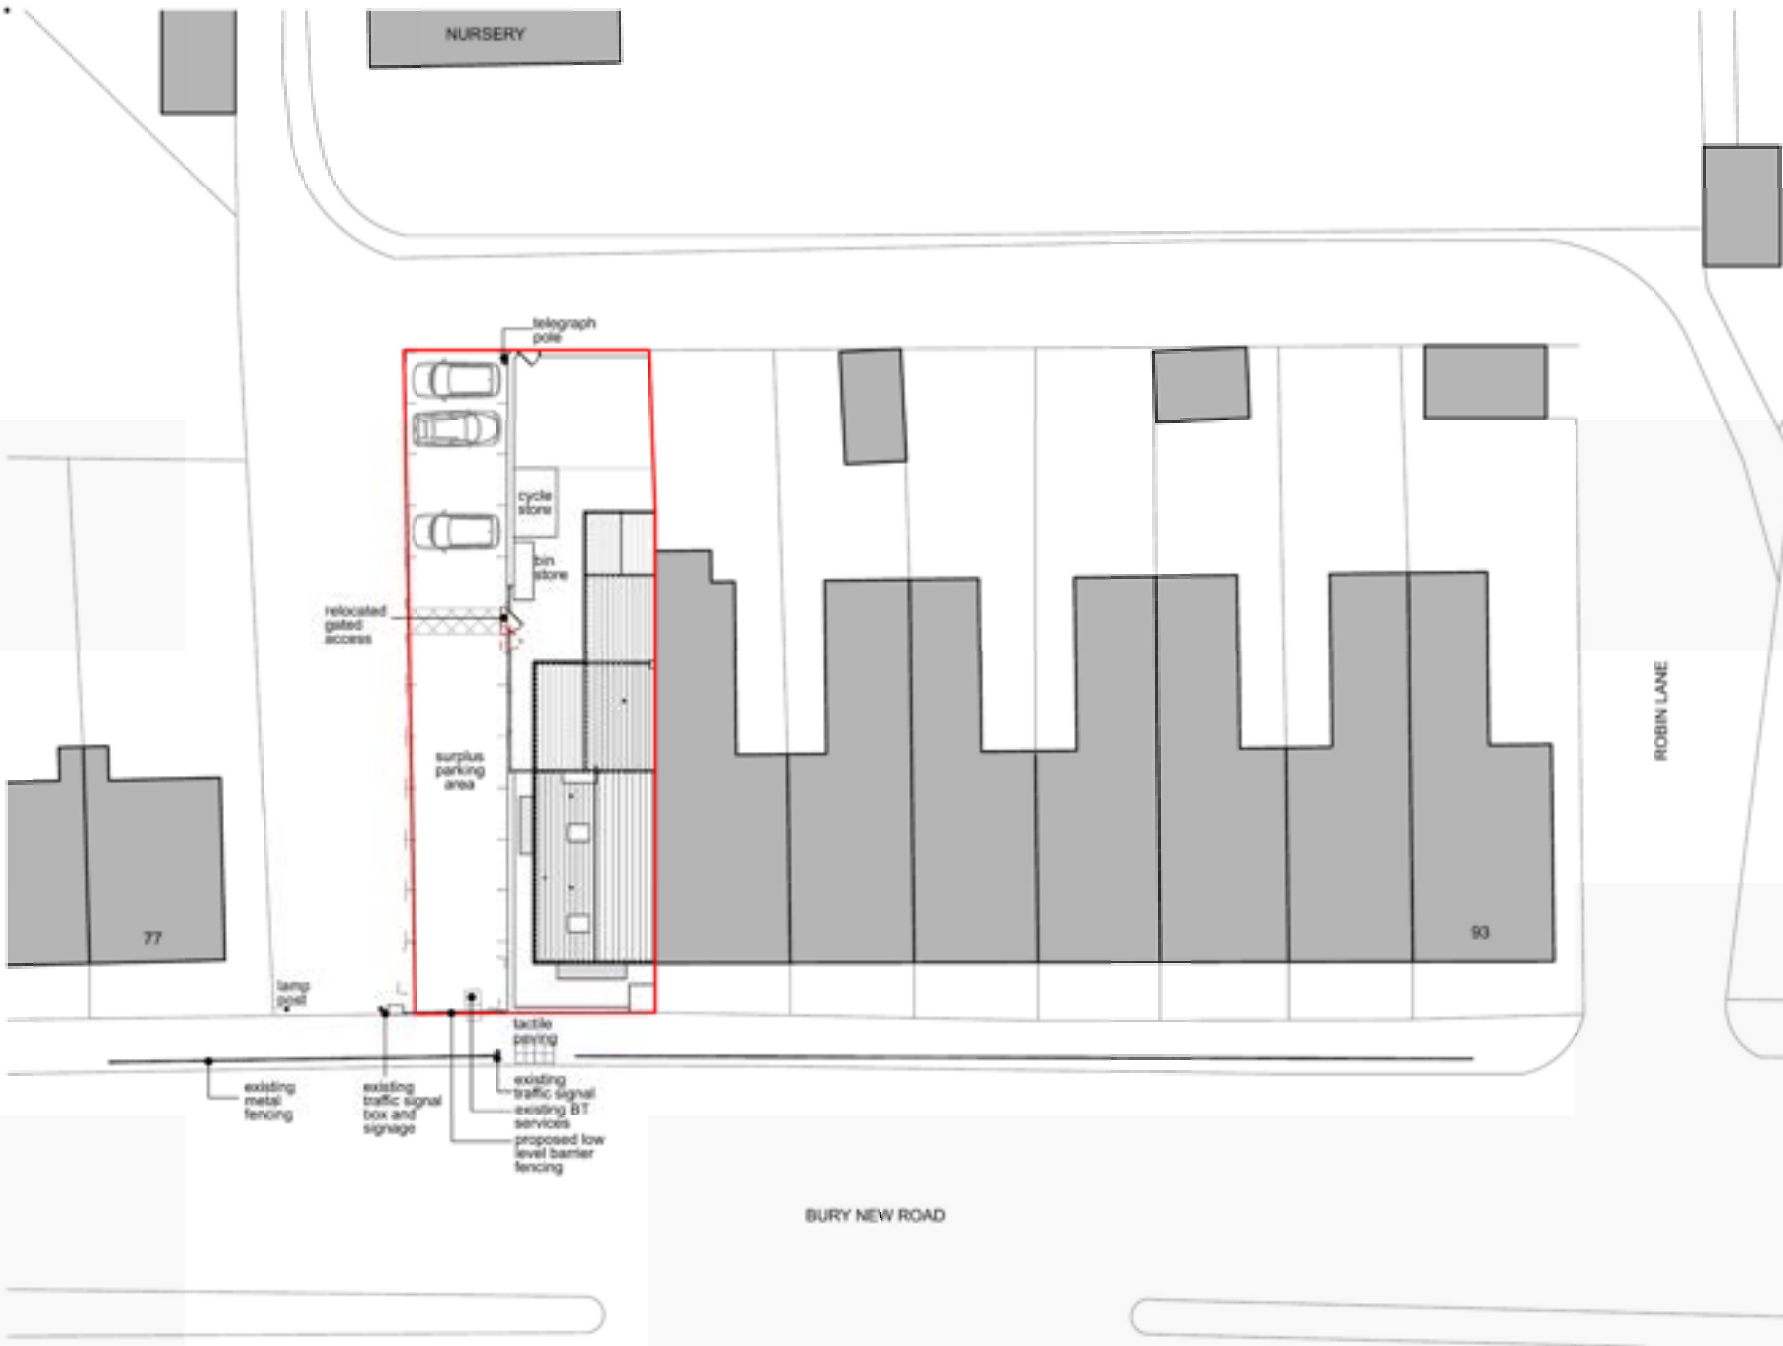 NURSERY
telegraph
pole
cycle
store
bin
store
relocated
gated
access
surplus
parking
area
ROBIN LANE
77
93
lamp
post
tactile
paving
existing
metal
fencing
existing
traffic signal
box and
signage
existing
traffic signal
existing BT
services
proposed low
level barrier
fencing
BURY NEW ROAD